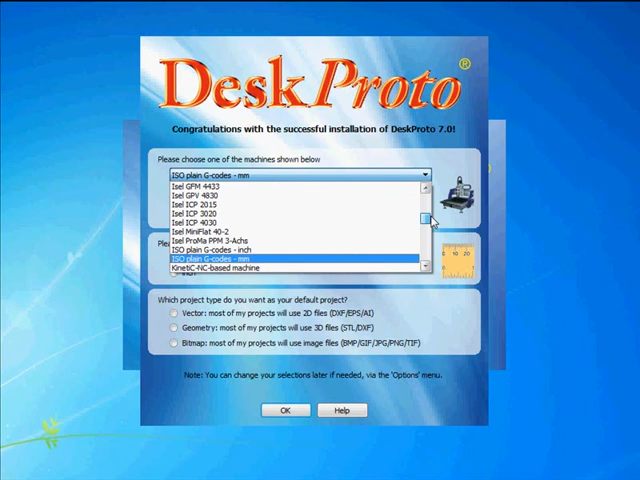 DeskProto®
Congratulations with the successful installation of DeskProto 7.0!
Please choose one of the machines shown below
ISO plain G-codes - mm
Isel GFM 4433
Isel GPV 4830
Isel ICP 2015
Isel ICP 3020
Isel ICP 4030
Isel MiniFlat 40-2
Isel ProMa PPM 3-Achs
ISO plain G-codes - inch
ISO plain G-codes - mm
KinetiC-NC-based machine
Plea
inch
10 20
Which project type do you want as your default project?
Vector: most of my projects will use 2D files (DXF/EPS/AI)
Geometry: most of my projects will use 3D files (STL/DXF)
Bitmap: most of my projects will use image files (BMP/GIF/JPG/PNG/TIF)
Note: You can change your selections later if needed, via the 'Options' menu.
OK Help